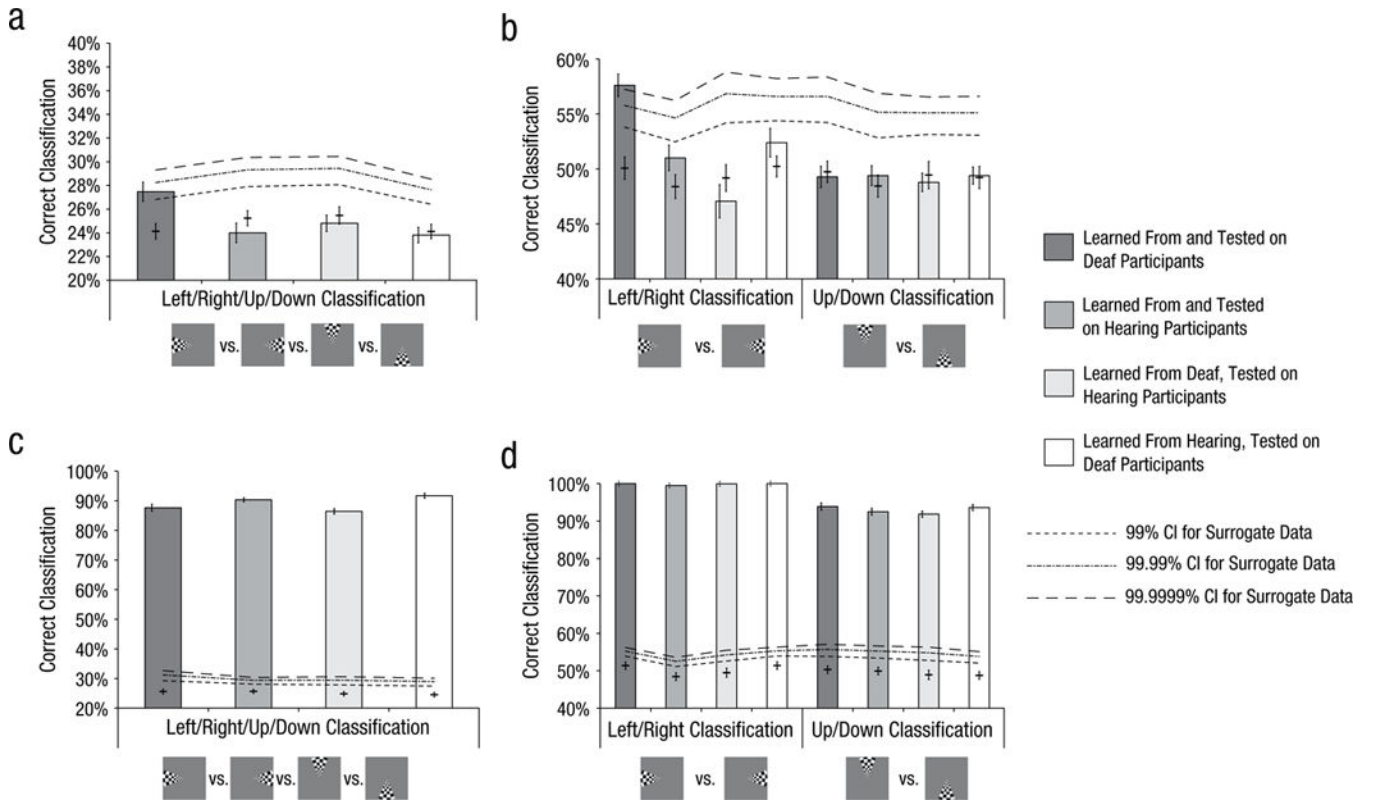 a
40%
38%
36%
34%
32%
30%
28%
26%
24%
22%
20%
Correct Classification
Left/Right/Up/Down Classification
vs. vs. vs.
b
60%
55%
50%
45%
40%
Correct Classification
Left/Right Classification
Up/Down Classification
vs.
vs.
Learned From and Tested on
Deaf Participants
Learned From and Tested
on Hearing Participants
Learned From Deaf, Tested on
Hearing Participants
Learned From Hearing, Tested on
Deaf Participants
99% CI for Surrogate Data
99.99% CI for Surrogate Data
99.9999% CI for Surrogate Data
c
100%
90%
80%
70%
60%
50%
40%
30%
20%
Correct Classification
Left/Right/Up/Down Classification
vs. vs. vs.
d
100%
90%
80%
70%
60%
50%
40%
Correct Classification
Left/Right Classification
Up/Down Classification
vs.
vs.